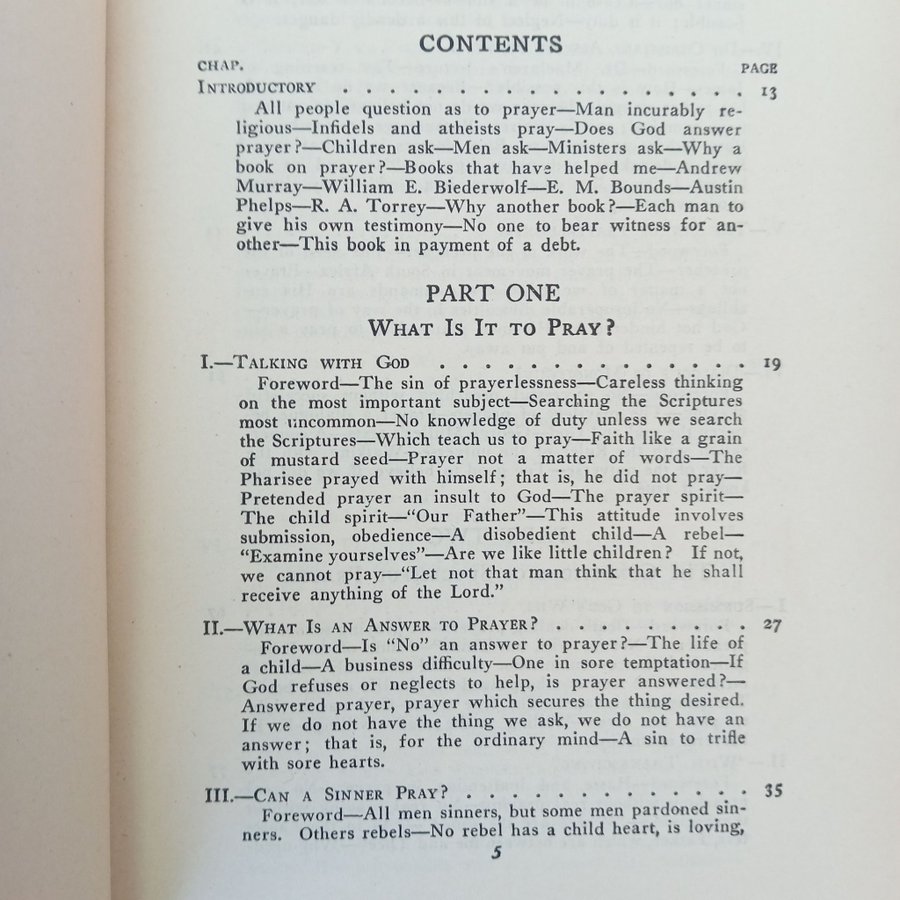 CONTENTS
CHAP. PAGE
INTRODUCTORY . . . . . . . . . . . . . . . . . . 13
All people question as to prayer—Man incurably re-
ligious—Infidels and atheists pray—Does God answer
prayer?—Children ask—Men ask—Ministers ask—Why a
book on prayer?—Books that have helped me—Andrew
Murray—William E. Biederwolf—E. M. Bounds—Austin
Phelps—R. A. Torrey—Why another book?—Each man to
give his own testimony—No one to bear witness for an-
other—This book in payment of a debt.
PART ONE
WHAT IS IT TO PRAY?
I.—TALKING WITH GOD . . . . . . . . . . . . . . 19
Foreword—The sin of prayerlessness—Careless thinking
on the most important subject—Searching the Scriptures
most uncommon—No knowledge of duty unless we search
the Scriptures—Which teach us to pray—Faith like a grain
of mustard seed—Prayer not a matter of words—The
Pharisee prayed with himself; that is, he did not pray—
Pretended prayer an insult to God—The prayer spirit—
The child spirit—“Our Father”—This attitude involves
submission, obedience—A disobedient child—A rebel—
“Examine yourselves”—Are we like little children? If not,
we cannot pray—“Let not that man think that he shall
receive anything of the Lord.”
II.—WHAT IS AN ANSWER TO PRAYER? . . . . . . . . . 27
Foreword—Is “No” an answer to prayer?—The life of
a child—A business difficulty—One in sore temptation—If
God refuses or neglects to help, is prayer answered?—
Answered prayer, prayer which secures the thing desired.
If we do not have the thing we ask, we do not have an
answer; that is, for the ordinary mind—A sin to trifle
with sore hearts.
III.—CAN A SINNER PRAY? . . . . . . . . . . . . . 35
Foreword—All men sinners, but some men pardoned sin-
ners. Others rebels—No rebel has a child heart, is loving,
5